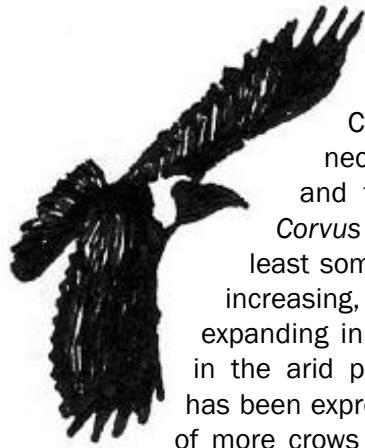 C
nec
and
Corvus
least som
increasing,
expanding in
in the arid p
has been expre
of more crows